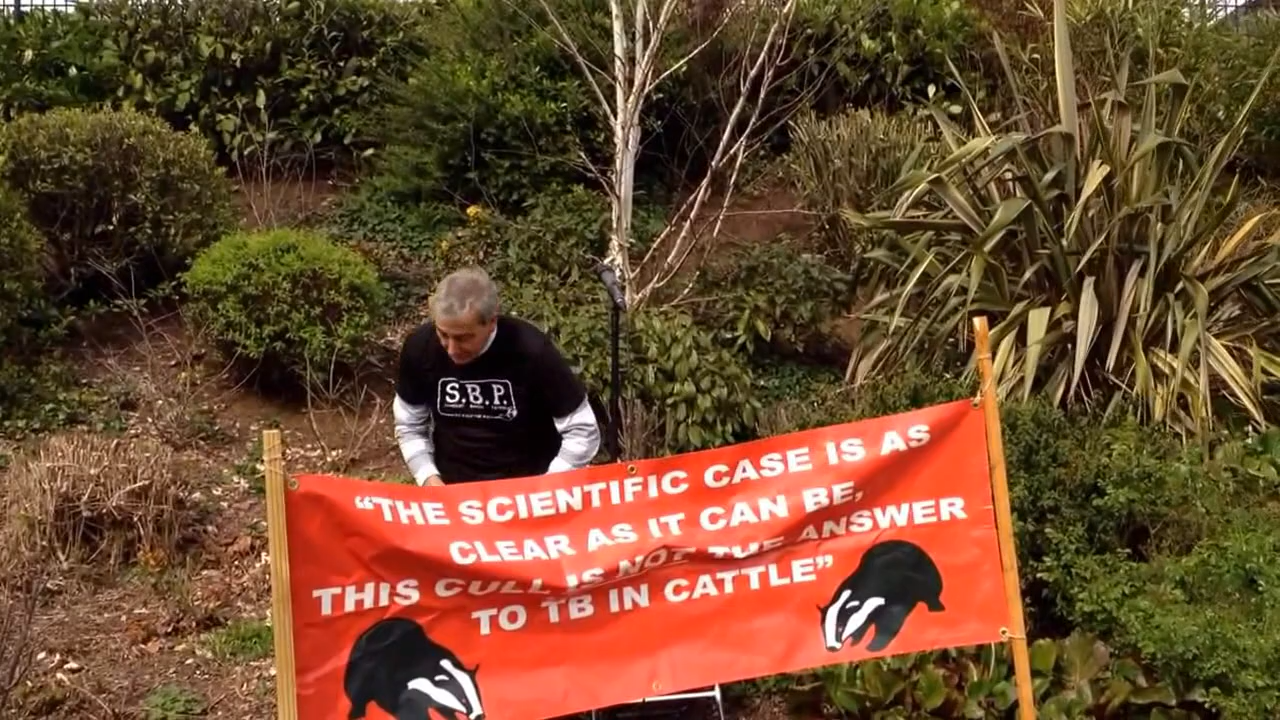 S.B.P.
“THE SCIENTIFIC CASE IS AS
CLEAR AS IT CAN BE,
THIS CULL IS NOT THE ANSWER
TO TB IN CATTLE”